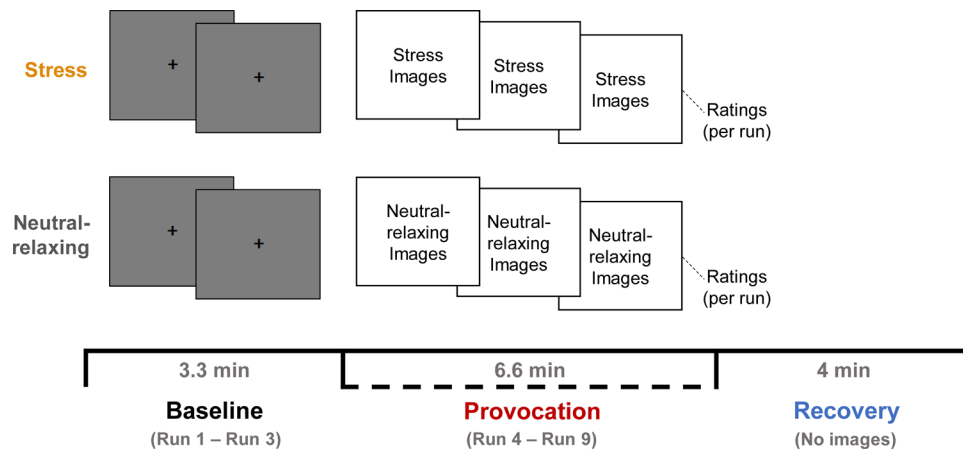 Stress
+
+
Stress
Images
Stress
Images
Stress
Images
Ratings
(per run)
Neutral-
relaxing
+
+
Neutral-
relaxing
Images
Neutral-
relaxing
Images
Neutral-
relaxing
Images
Ratings
(per run)
3.3 min
6.6 min
4 min
Baseline
Provocation
Recovery
(Run 1 – Run 3)
(Run 4 – Run 9)
(No images)